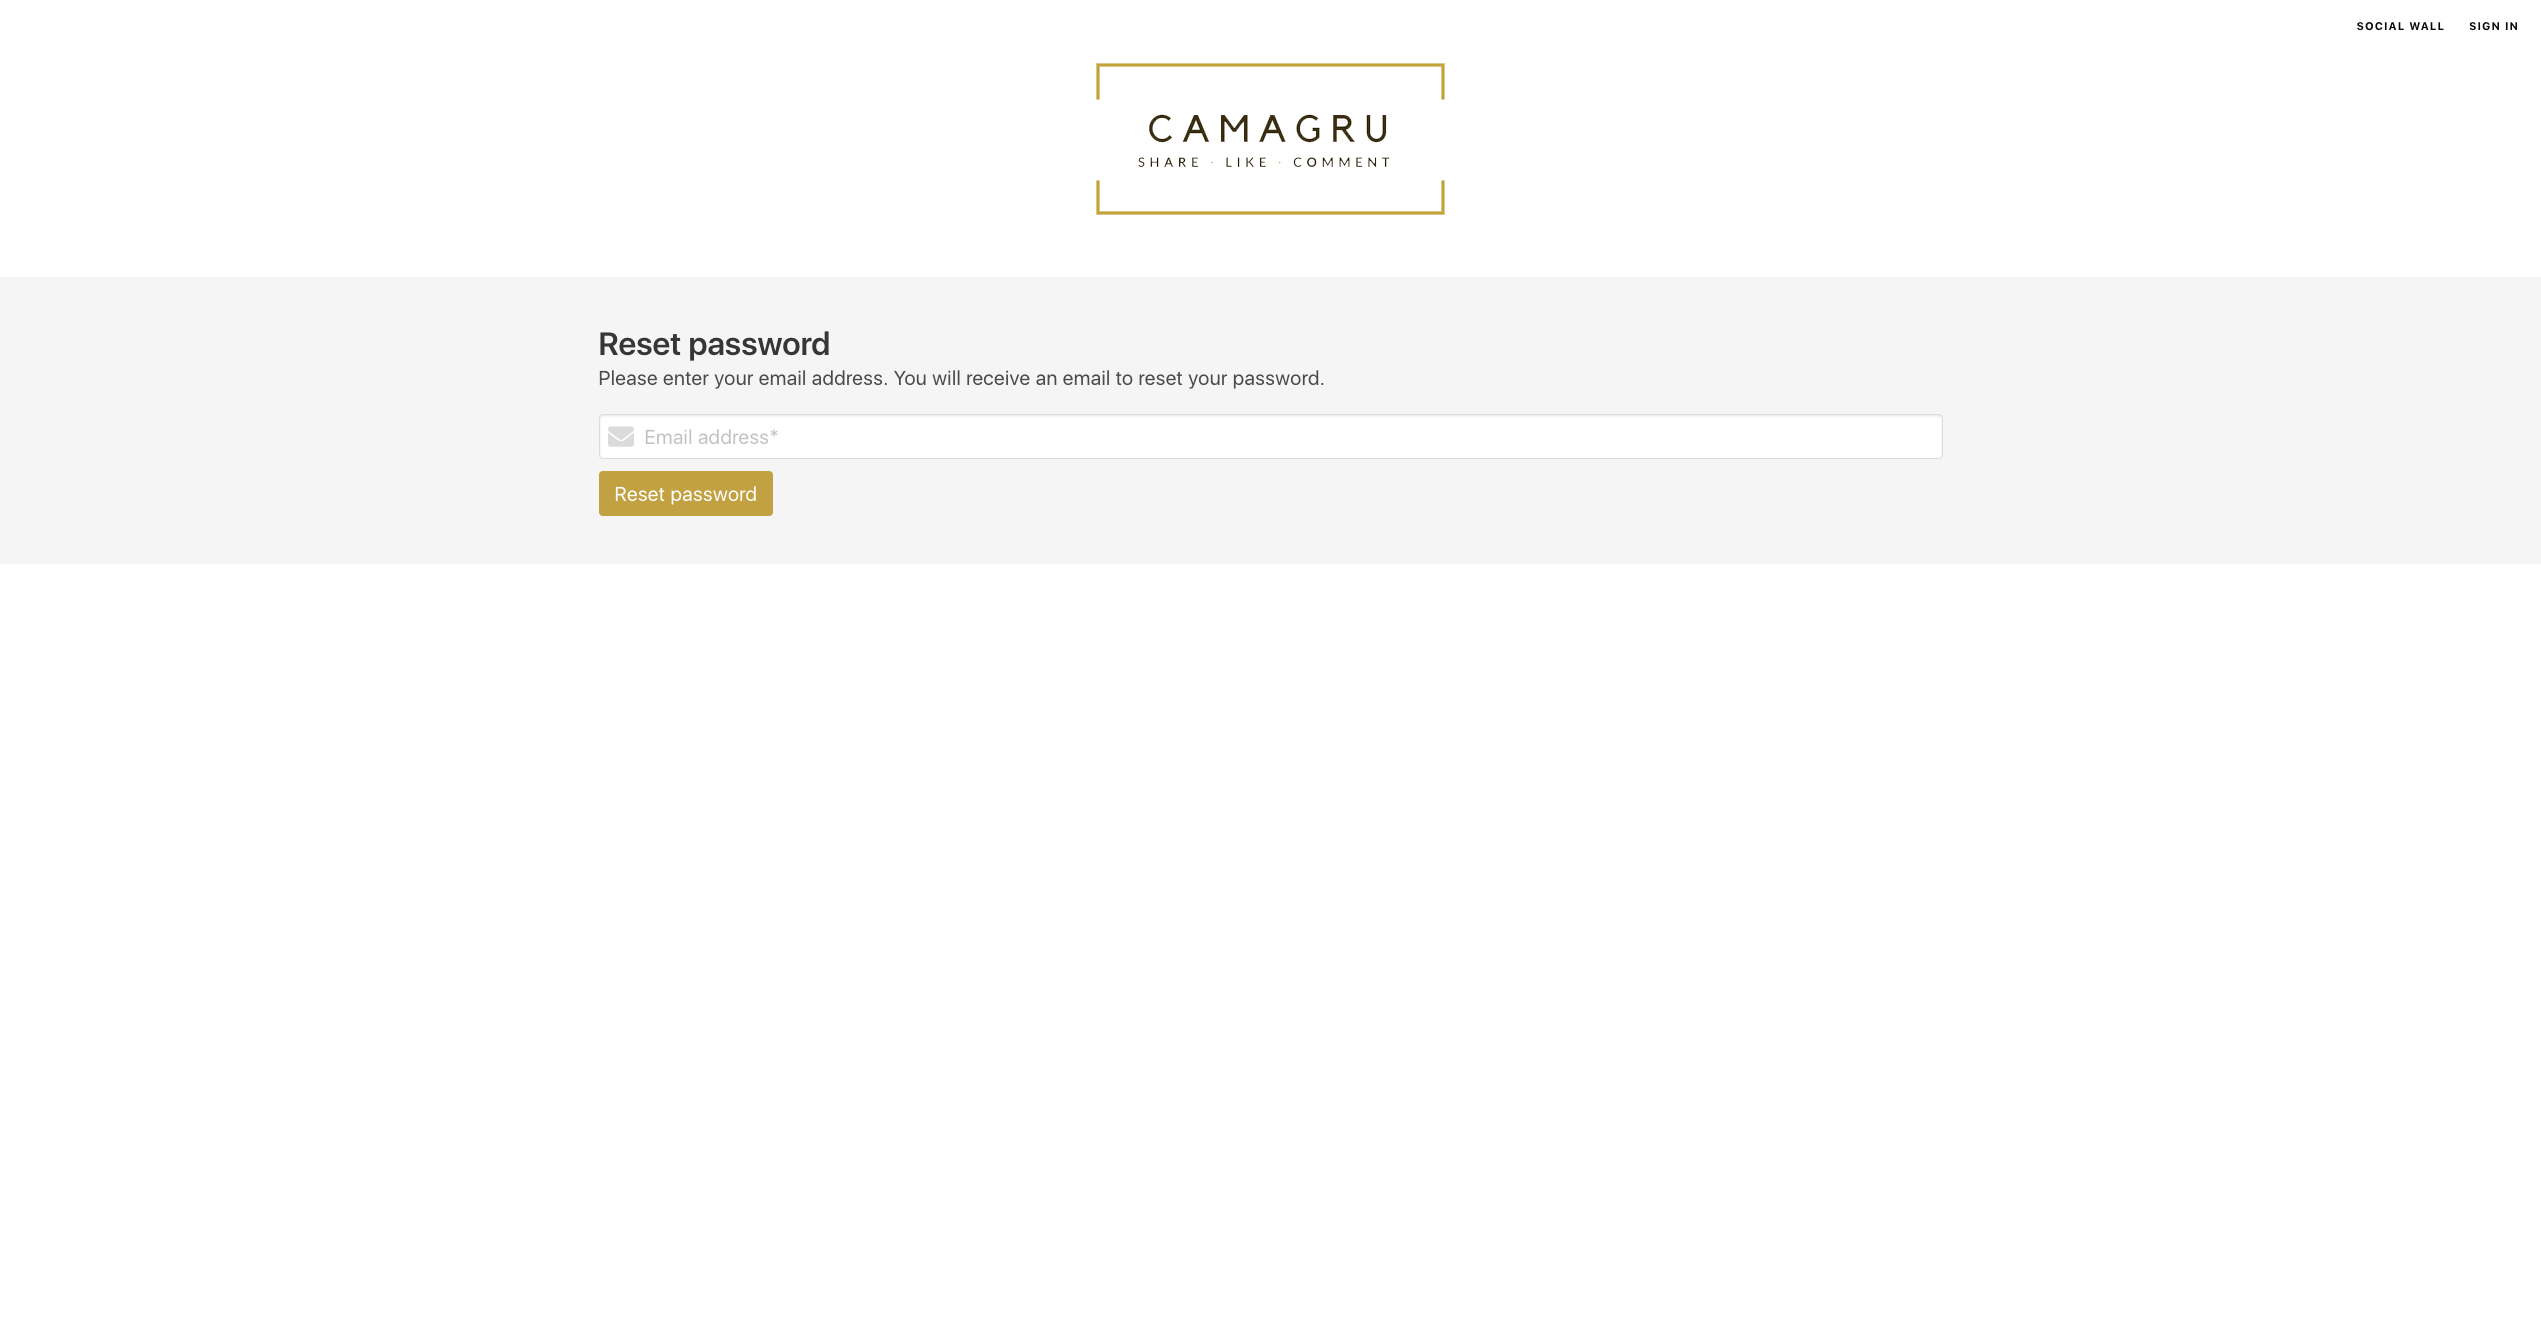 SOCIAL WALL SIGN IN
CAMAGRU
SHARE · LIKE · COMMENT
Reset password
Please enter your email address. You will receive an email to reset your password.
Email address*
Reset password